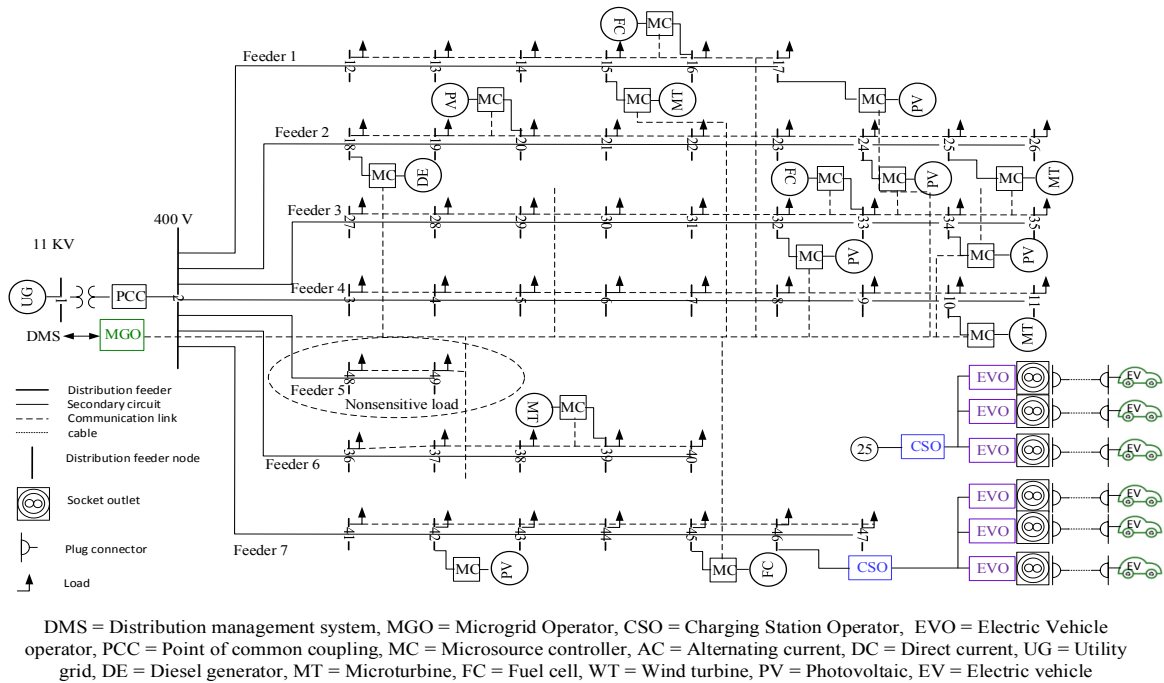 FC MC
Feeder 1
12 13 14 15 16 17
PV MC MC MT MC PV
Feeder 2
18 19 20 21 22 23 24 25 26
MC DE FC MC MC PV MC MT
400 V
Feeder 3
27 28 29 30 31 32 33 34 35
11 KV
MC PV MC PV
Feeder 4
UG 1 PCC 2 3 4 5 6 7 8 9 10 11
DMS MGO MC MT
Feeder 5 48 49
Nonsensitive load
Distribution feeder
Secondary circuit
Communication link
cable
Distribution feeder node
Socket outlet
Plug connector
Load
MT MC
Feeder 6
36 37 38 39 40
EVO EV
EVO EV
25 CSO EVO EV
Feeder 7
41 42 43 44 45 46 47
MC PV MC FC
EVO EV
EVO EV
CSO EVO EV
DMS = Distribution management system, MGO = Microgrid Operator, CSO = Charging Station Operator, EVO = Electric Vehicle
operator, PCC = Point of common coupling, MC = Microsource controller, AC = Alternating current, DC = Direct current, UG = Utility
grid, DE = Diesel generator, MT = Microturbine, FC = Fuel cell, WT = Wind turbine, PV = Photovoltaic, EV = Electric vehicle